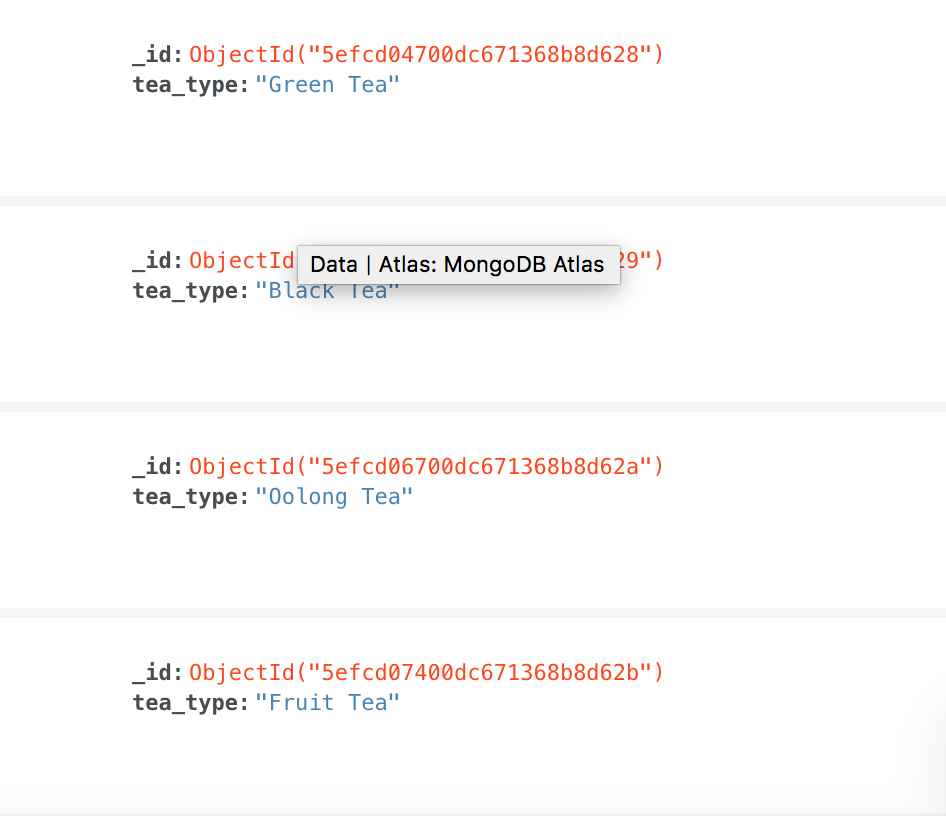 _id: ObjectId("5efcd04700dc671368b8d628")
tea_type: "Green Tea"
_id: ObjectId 29")
Data | Atlas: MongoDB Atlas
tea_type: "Black Tea"
_id: ObjectId("5efcd06700dc671368b8d62a")
tea_type: "Oolong Tea"
_id: ObjectId("5efcd07400dc671368b8d62b")
tea_type: "Fruit Tea"